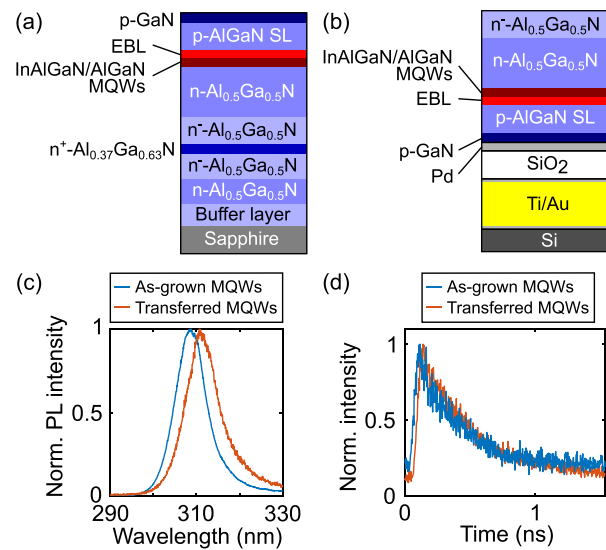 (a)
p-GaN
p-AlGaN SL
EBL
InAlGaN/AlGaN
MQWs
n-Al0.5Ga0.5N
n⁻-Al0.5Ga0.5N
n⁺-Al0.37Ga0.63N
n⁻-Al0.5Ga0.5N
n-Al0.5Ga0.5N
Buffer layer
Sapphire
(b)
n⁻-Al0.5Ga0.5N
n-Al0.5Ga0.5N
InAlGaN/AlGaN
MQWs
EBL
p-AlGaN SL
p-GaN
Pd
SiO2
Ti/Au
Si
(c)
As-grown MQWs
Transferred MQWs
Norm. PL intensity
1
0.5
0
290
310
330
Wavelength (nm)
(d)
As-grown MQWs
Transferred MQWs
Norm. intensity
1
0.5
0
0
1
Time (ns)